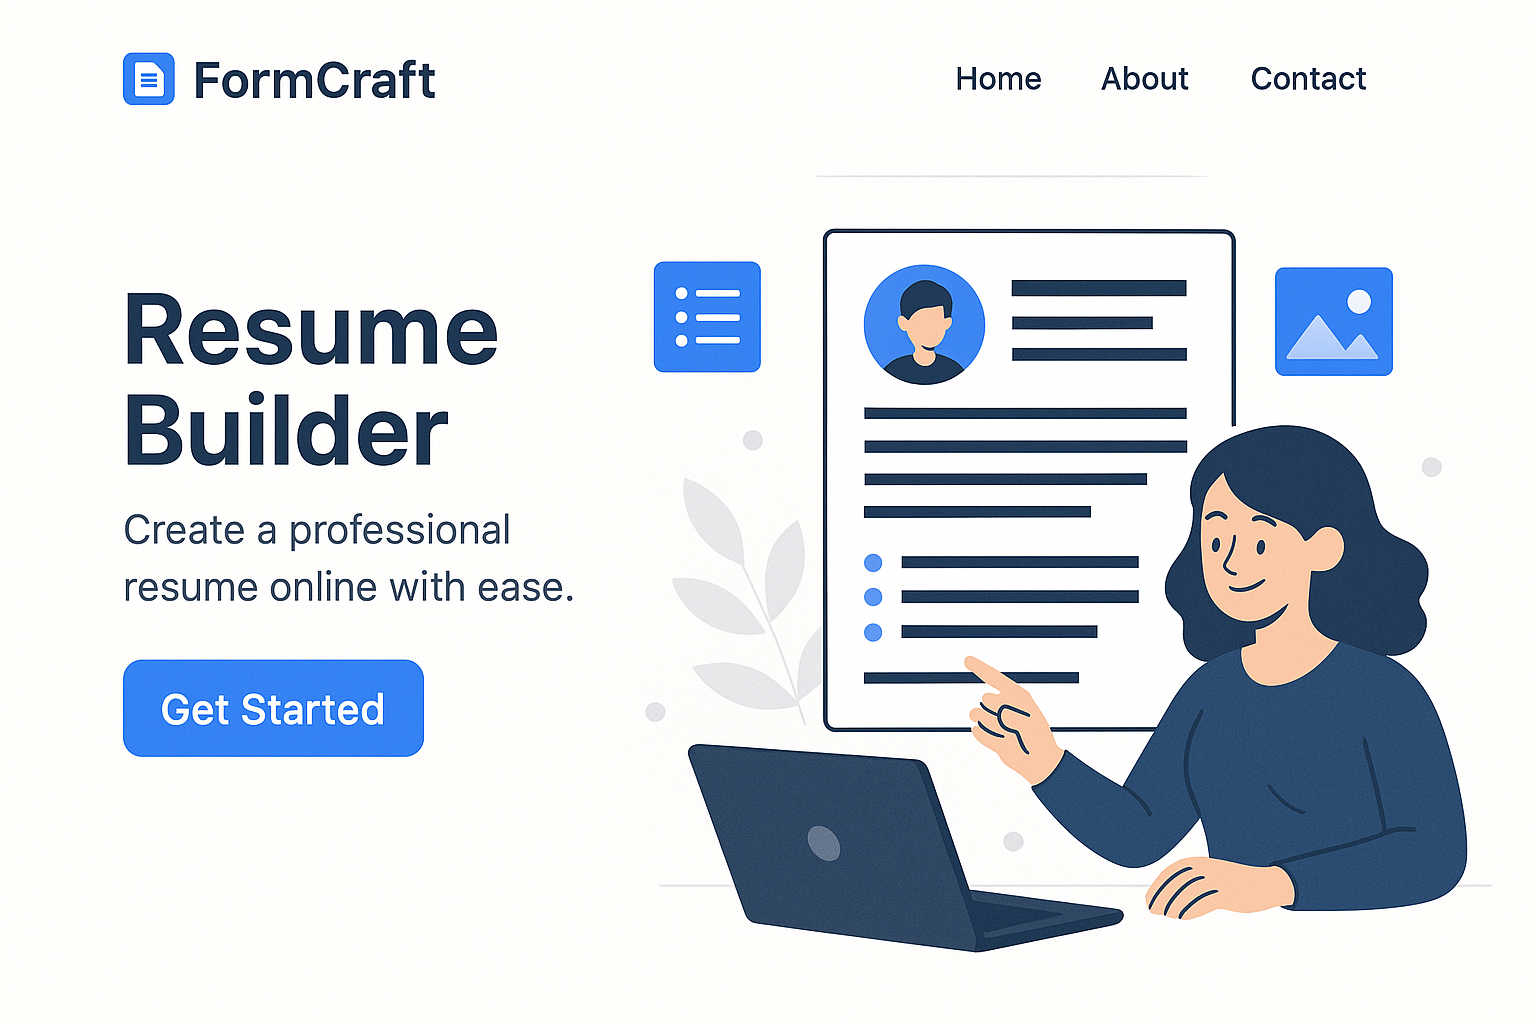 FormCraft
Home About Contact
Resume
Builder
Create a professional
resume online with ease.
Get Started